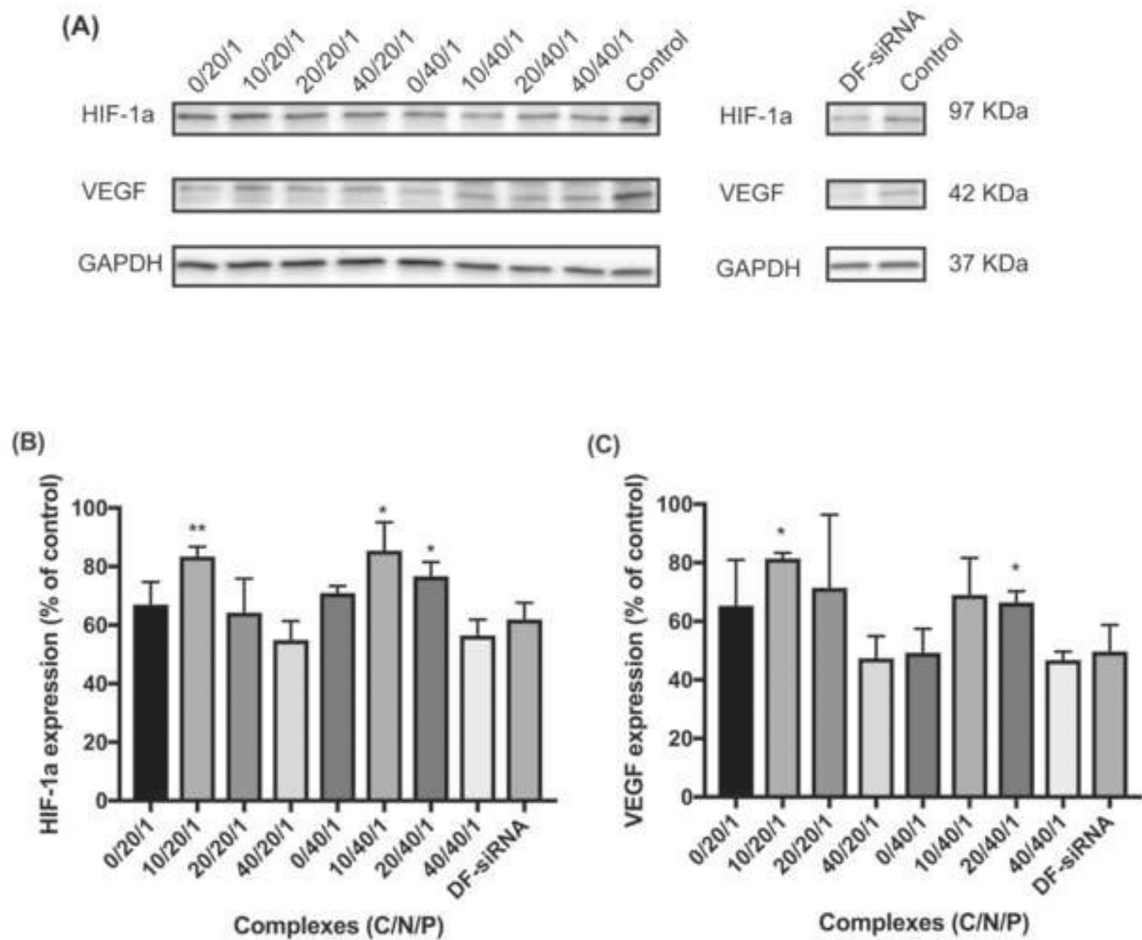 (A)
0/20/1 10/20/1 20/20/1 40/20/1 0/40/1 10/40/1 20/40/1 40/40/1 Control DF-siRNA Control
HIF-1a HIF-1a 97 KDa
VEGF VEGF 42 KDa
GAPDH GAPDH 37 KDa
(B)
HIF-1a expression (% of control)
100
80
60
40
20
0
** * *
0/20/1 10/20/1 20/20/1 40/20/1 0/40/1 10/40/1 20/40/1 40/40/1 DF-siRNA
Complexes (C/N/P)
(C)
VEGF expression (% of control)
100
80
60
40
20
0
* *
0/20/1 10/20/1 20/20/1 40/20/1 0/40/1 10/40/1 20/40/1 40/40/1 DF-siRNA
Complexes (C/N/P)